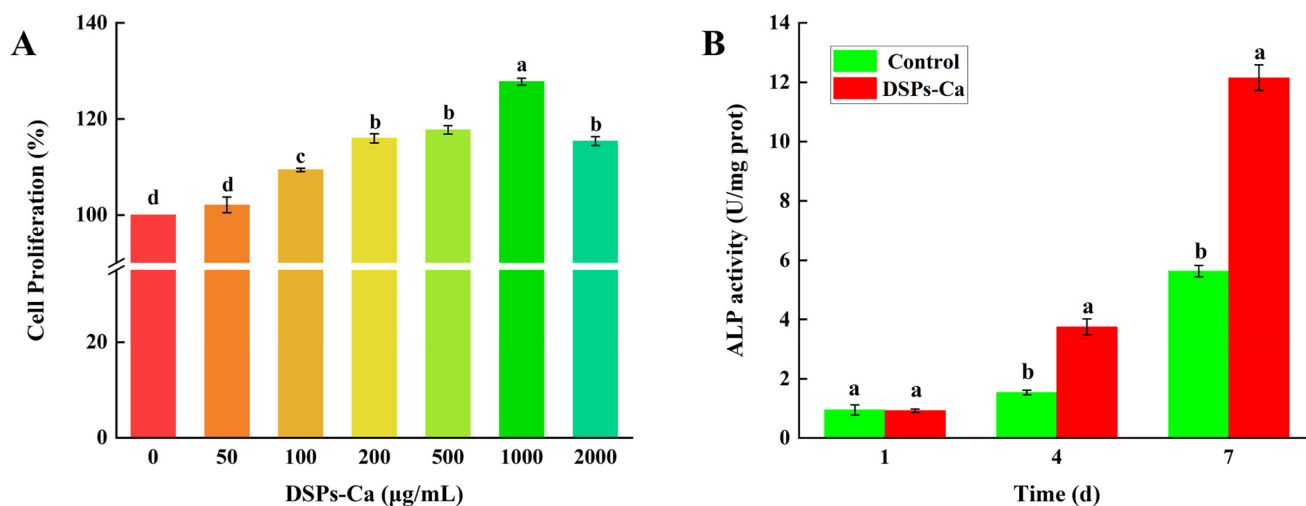 A
Cell Proliferation (%)
140
120
100
20
0
d
d
c
b
b
a
b
0 50 100 200 500 1000 2000
DSPs-Ca (μg/mL)
B
ALP activity (U/mg prot)
14
12
10
8
6
4
2
0
Control
DSPs-Ca
a
a
b
a
b
a
1 4 7
Time (d)